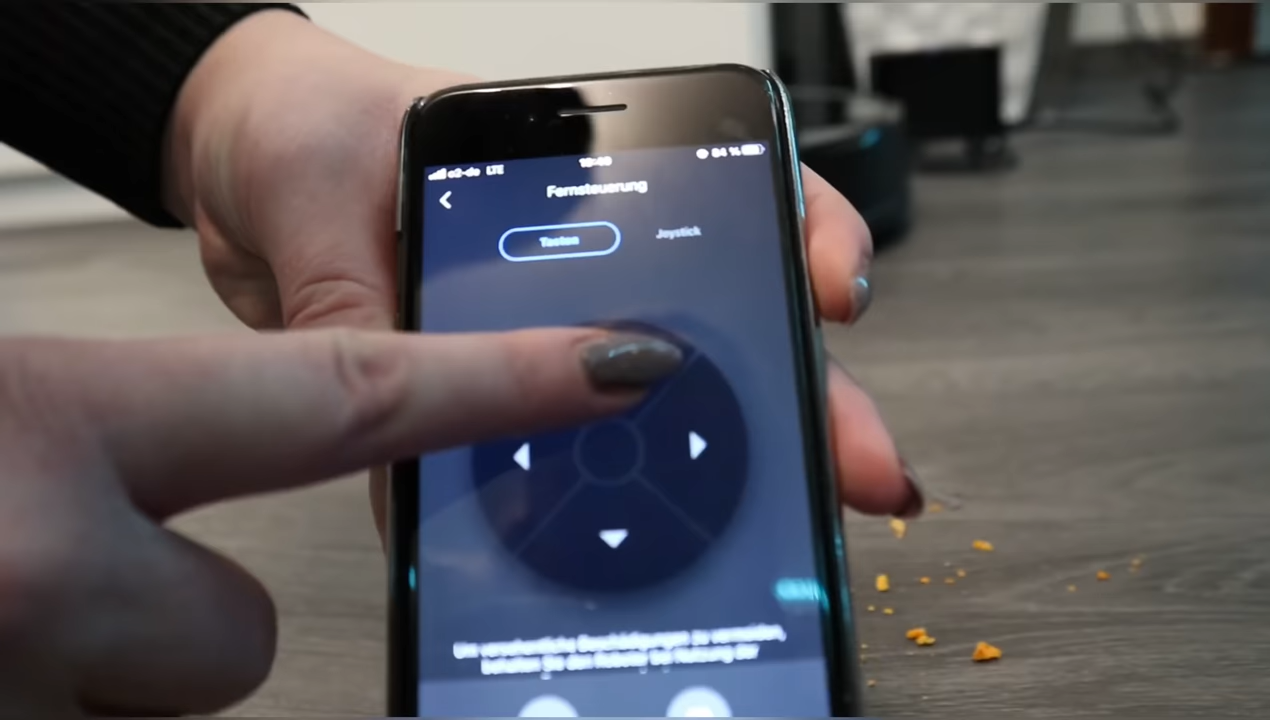 o2-de LTE
84 %
Fernsteuerung
Tasten
Joystick
Um versehentliche Beschädigungen zu vermeiden,
behalten Sie den Roboter bei Nutzung der